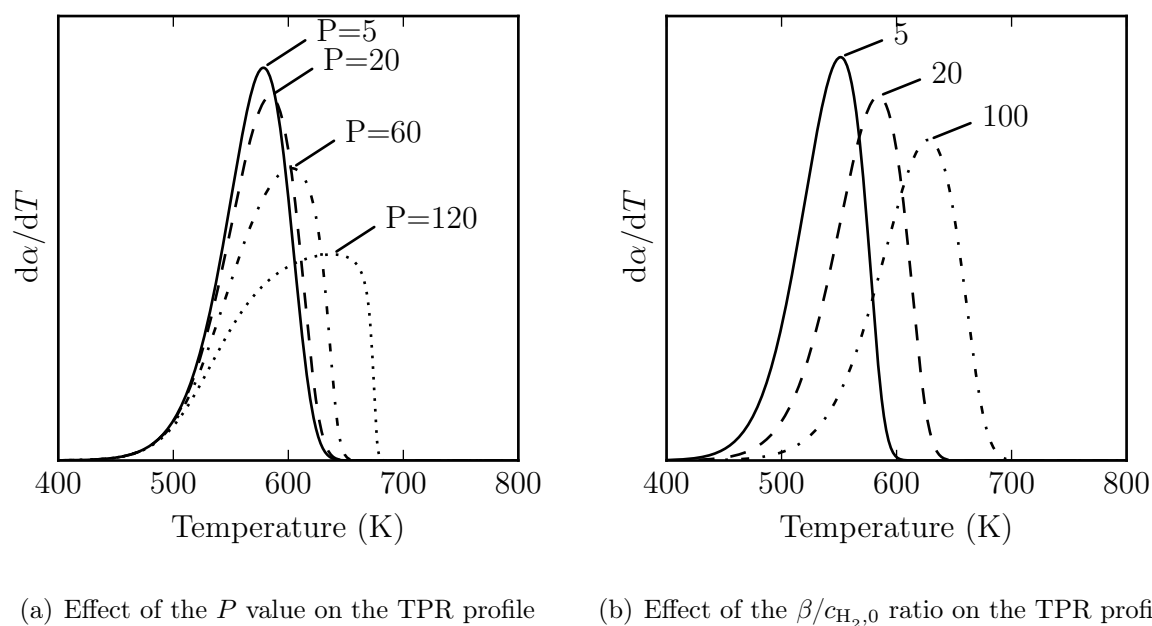 P=5
P=20
P=60
P=120
dα/dT
400 500 600 700 800
Temperature (K)
(a) Effect of the P value on the TPR profile
5
20
100
dα/dT
400 500 600 700 800
Temperature (K)
(b) Effect of the β/c_{H₂,0} ratio on the TPR profi